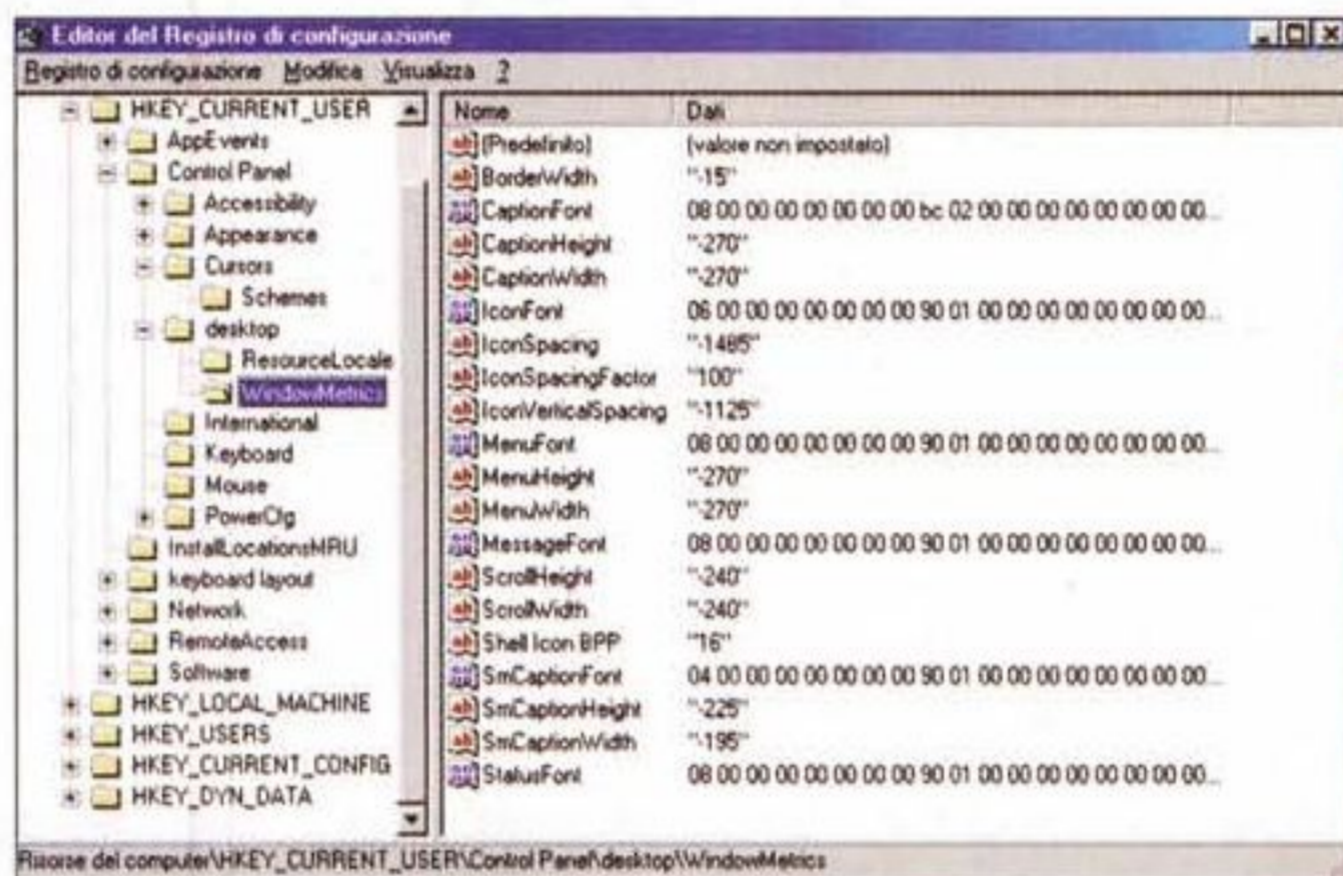 Editor del Registro di configurazione
Registro di configurazione Modifica Visualizza ?
HKEY_CURRENT_USER
AppEvents
Control Panel
Accessibility
Appearance
Cursors
Schemes
desktop
ResourceLocale
WindowMetrics
International
Keyboard
Mouse
PowerCfg
InstallLocationsMRU
keyboard layout
Network
RemoteAccess
Software
HKEY_LOCAL_MACHINE
HKEY_USERS
HKEY_CURRENT_CONFIG
HKEY_DYN_DATA
Nome Dati
(Predefinito) (valore non impostato)
BorderWidth "-15"
CaptionFont 08 00 00 00 00 00 00 00 bc 02 00 00 00 00 00 00 00 00...
CaptionHeight "-270"
CaptionWidth "-270"
IconFont 06 00 00 00 00 00 00 00 90 01 00 00 00 00 00 00 00 00...
IconSpacing "-1485"
IconSpacingFactor "100"
IconVerticalSpacing "-1125"
MenuFont 08 00 00 00 00 00 00 00 90 01 00 00 00 00 00 00 00 00...
MenuHeight "-270"
MenuWidth "-270"
MessageFont 08 00 00 00 00 00 00 00 90 01 00 00 00 00 00 00 00 00...
ScrollHeight "-240"
ScrollWidth "-240"
Shell Icon BPP "16"
SmCaptionFont 04 00 00 00 00 00 00 00 90 01 00 00 00 00 00 00 00 00...
SmCaptionHeight "-225"
SmCaptionWidth "-195"
StatusFont 08 00 00 00 00 00 00 00 90 01 00 00 00 00 00 00 00 00...
Risorse del computer\HKEY_CURRENT_USER\Control Panel\desktop\WindowMetrics